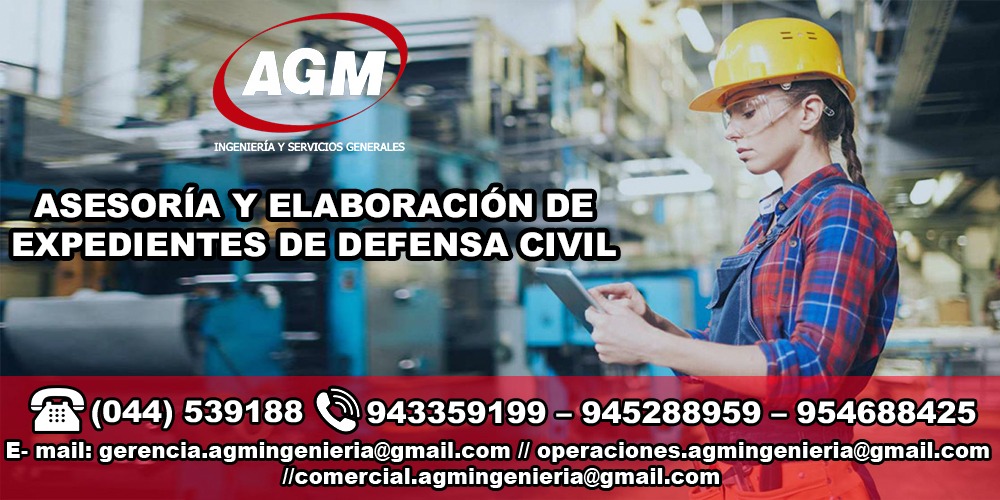 AGM
INGENIERÍA Y SERVICIOS GENERALES
ASESORÍA Y ELABORACIÓN DE
EXPEDIENTES DE DEFENSA CIVIL
(044) 539188 943359199 – 945288959 – 954688425
E- mail: gerencia.agmingenieria@gmail.com // operaciones.agmingenieria@gmail.com
//comercial.agmingenieria@gmail.com